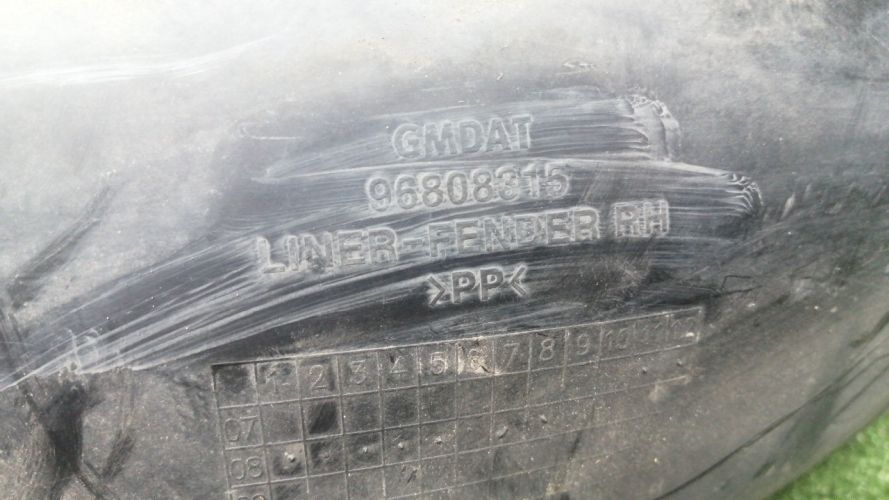 GMDAT
96808315
LINER-FENDER RH
>PP<
1 2 3 4 5 6 7 8 9 10 11 12
07
08